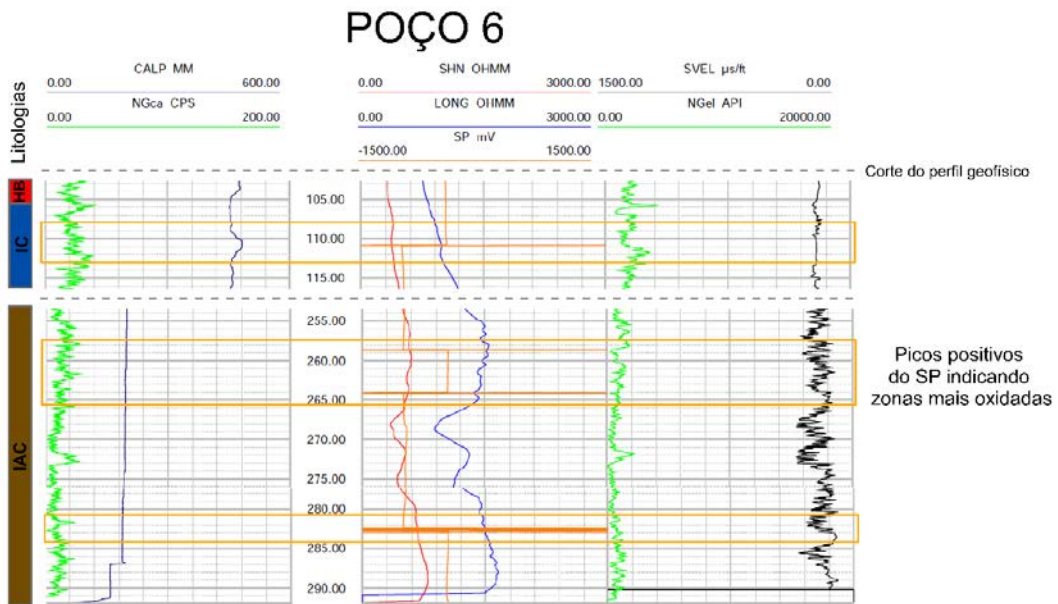 POÇO 6
Litologias
CALP MM
0.00 600.00
NGca CPS
0.00 200.00
SHN OHMM
0.00 3000.00
LONG OHMM
0.00 3000.00
SP mV
-1500.00 1500.00
SVEL µs/ft
1500.00 0.00
NGel API
0.00 20000.00
Corte do perfil geofísico
HB
IC
105.00
110.00
115.00
IAC
255.00
260.00
265.00
270.00
275.00
280.00
285.00
290.00
Picos positivos
do SP indicando
zonas mais oxidadas